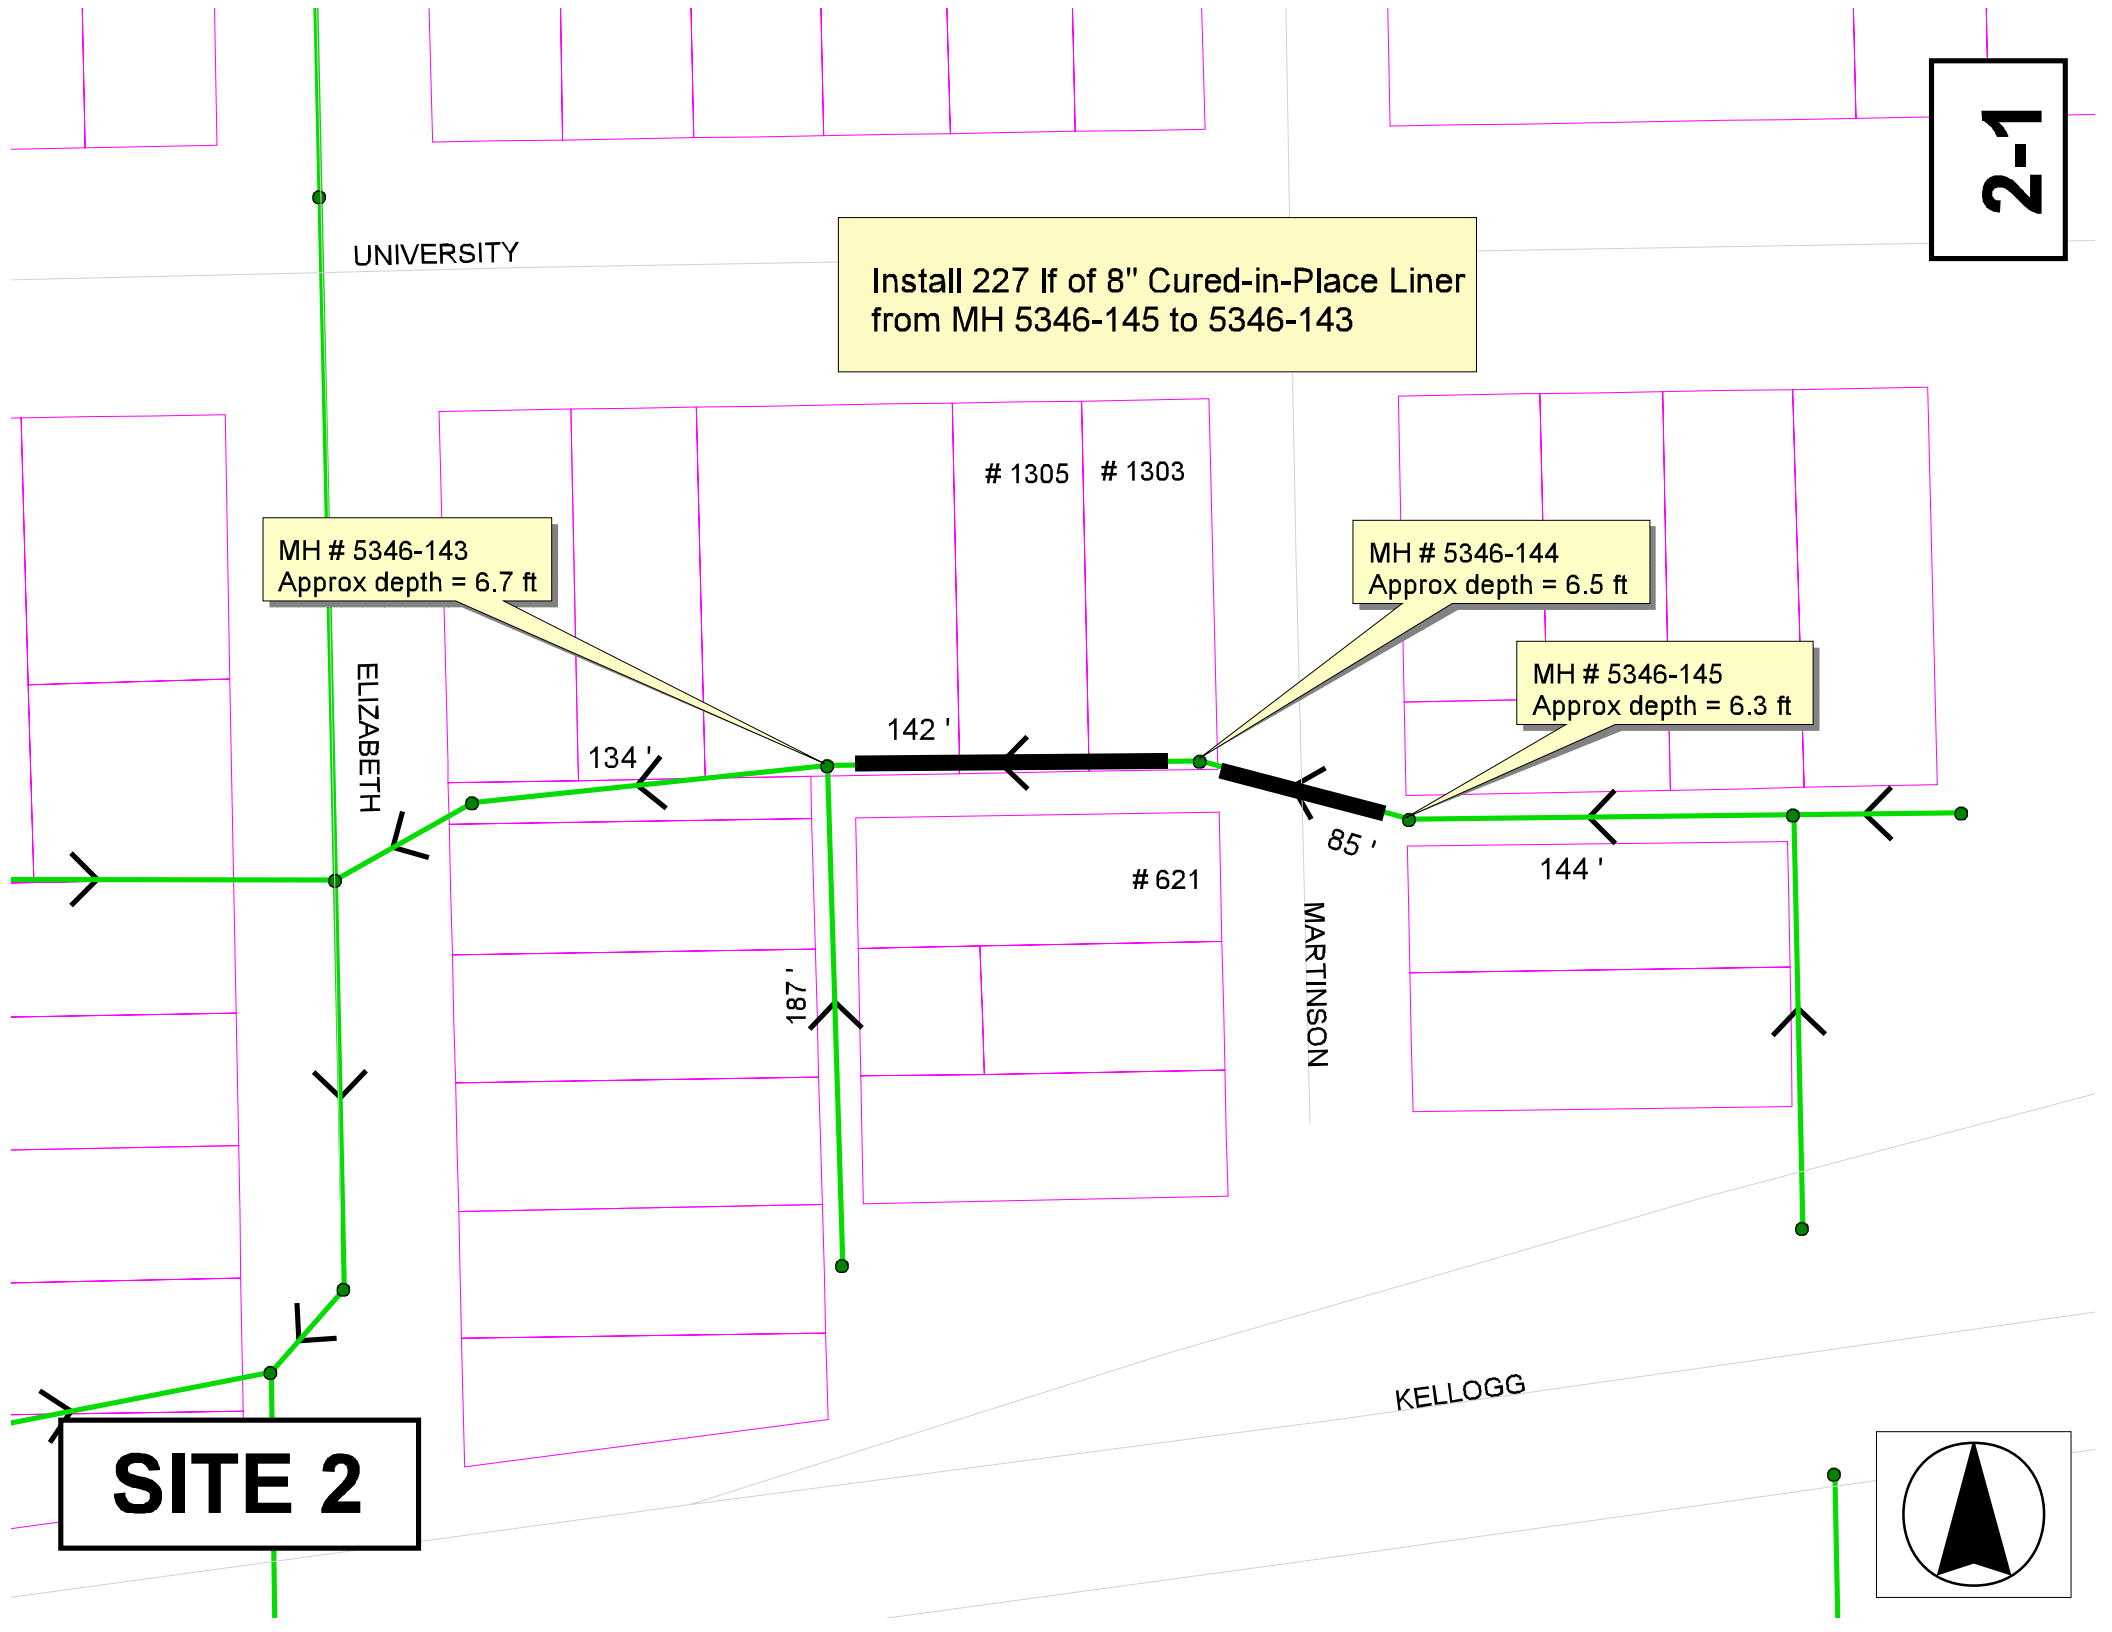 2-1
UNIVERSITY
Install 227 lf of 8" Cured-in-Place Liner
from MH 5346-145 to 5346-143
# 1305
# 1303
MH # 5346-143
Approx depth = 6.7 ft
MH # 5346-144
Approx depth = 6.5 ft
MH # 5346-145
Approx depth = 6.3 ft
ELIZABETH
134 '
142 '
85 '
144 '
# 621
187 '
MARTINSON
KELLOGG
SITE 2